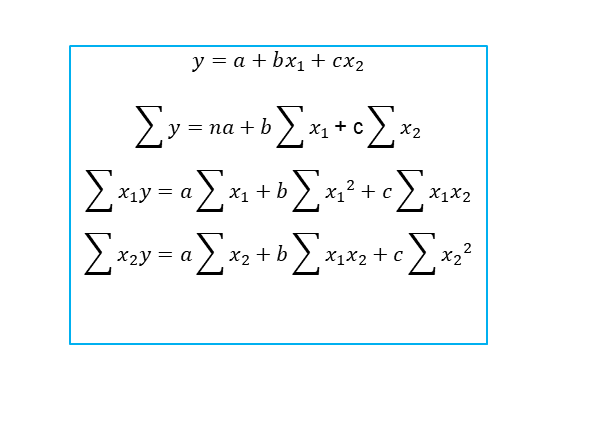 y = a + bx₁ + cx₂
∑y = na + b∑x₁ + c∑x₂
∑x₁y = a∑x₁ + b∑x₁² + c∑x₁x₂
∑x₂y = a∑x₂ + b∑x₁x₂ + c∑x₂²